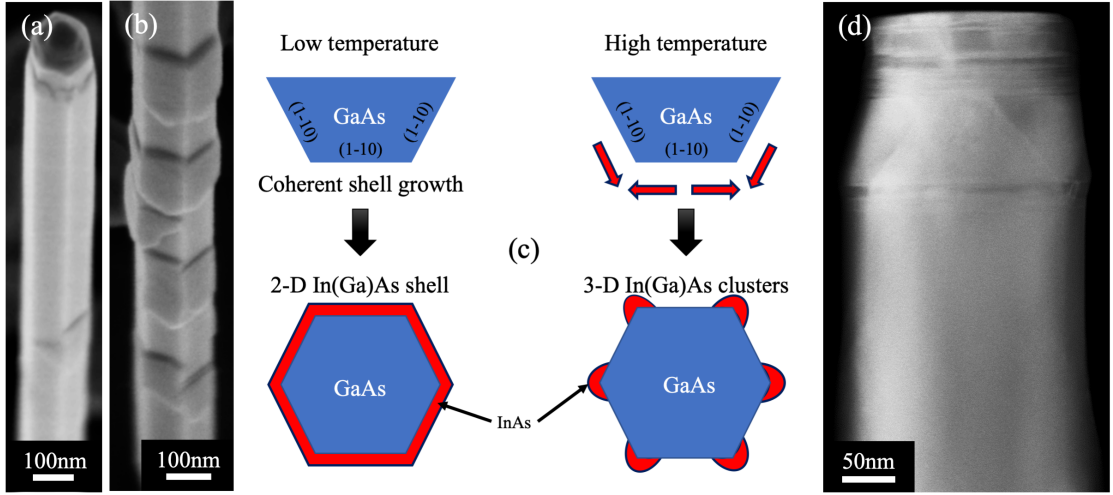 (a)
100nm
(b)
100nm
Low temperature
(1-10)
GaAs
(1-10)
(1-10)
Coherent shell growth
2-D In(Ga)As shell
GaAs
High temperature
(1-10)
GaAs
(1-10)
(1-10)
(c)
3-D In(Ga)As clusters
GaAs
InAs
(d)
50nm